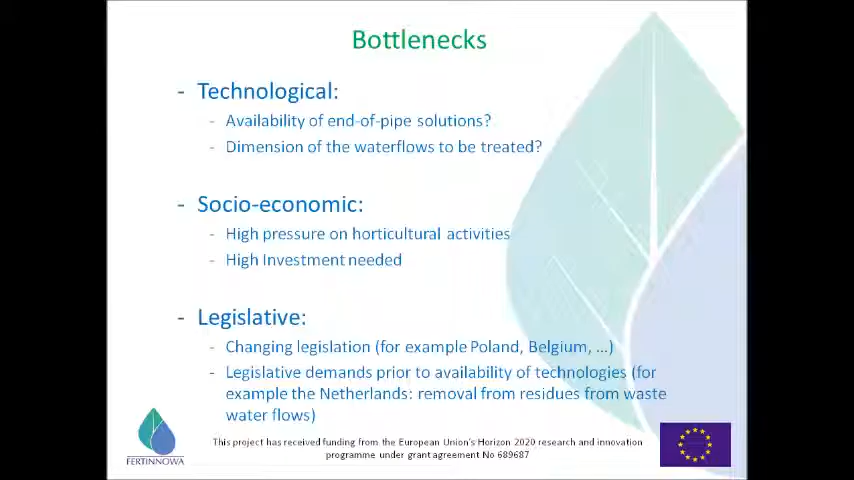 Bottlenecks
- Technological:
- Availability of end-of-pipe solutions?
- Dimension of the waterflows to be treated?
- Socio-economic:
- High pressure on horticultural activities
- High Investment needed
- Legislative:
- Changing legislation (for example Poland, Belgium, ...)
- Legislative demands prior to availability of technologies (for
example the Netherlands: removal from residues from waste
water flows)
This project has received funding from the European Union's Horizon 2020 research and innovation
programme under grant agreement No 689687
FERTINNOWA